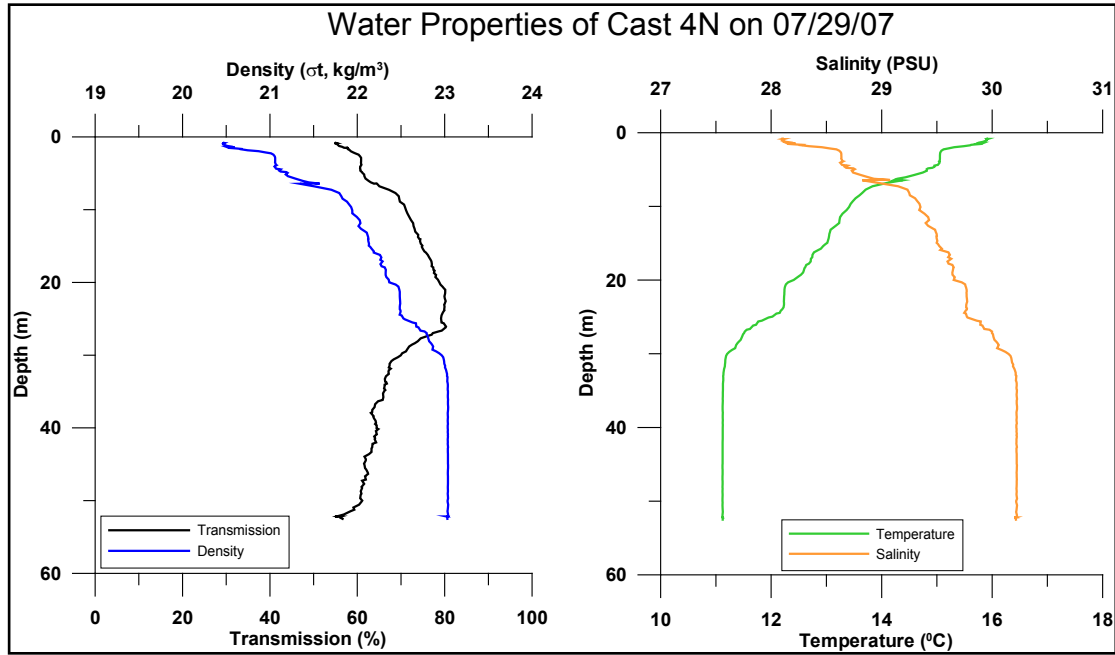 Water Properties of Cast 4N on 07/29/07
Density (σt, kg/m³)
19 20 21 22 23 24
0
20
40
60
Depth (m)
Transmission
Density
0 20 40 60 80 100
Transmission (%)
Salinity (PSU)
27 28 29 30 31
0
20
40
60
Depth (m)
Temperature
Salinity
10 12 14 16 18
Temperature (⁰C)